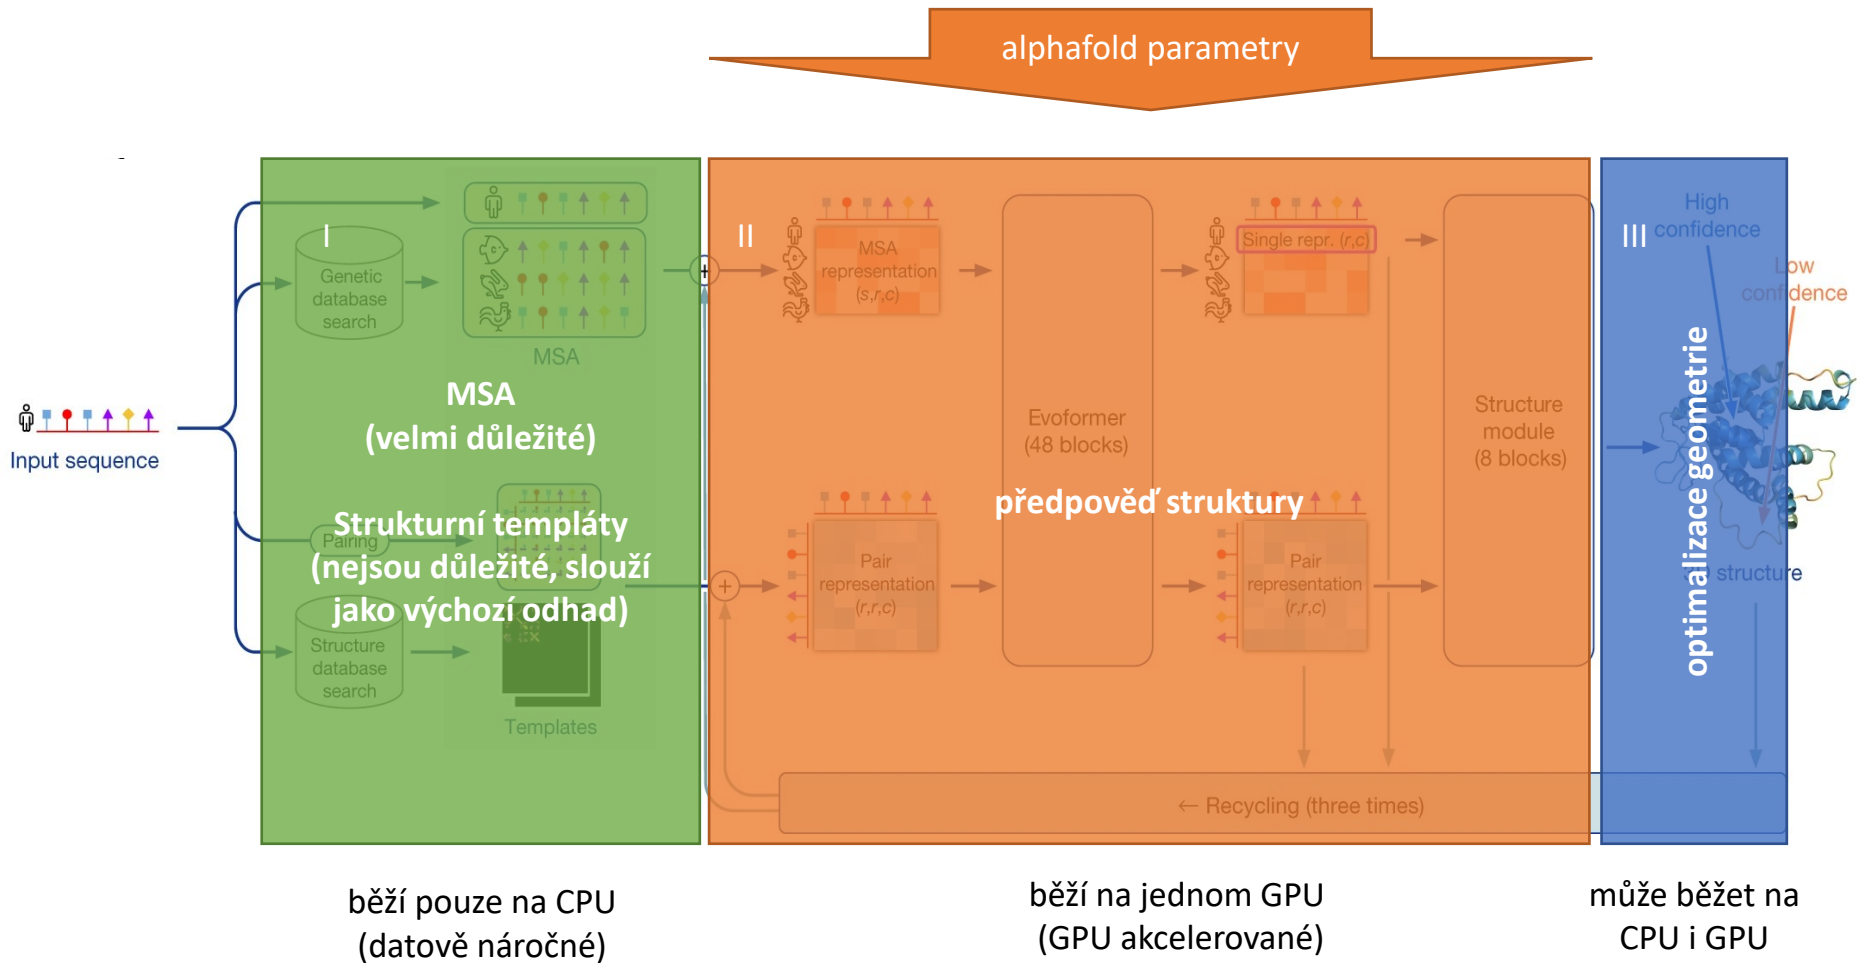 alphafold parametry
I
Genetic
database
search
MSA
MSA
(velmi důležité)
Strukturní templáty
(nejsou důležité, slouží
jako výchozí odhad)
Pairing
Structure
database
search
Templates
Input sequence
II
MSA
representation
(s,r,c)
Single repr. (r,c)
Evoformer
(48 blocks)
Structure
module
(8 blocks)
předpověď struktury
Pair
representation
(r,r,c)
Pair
representation
(r,r,c)
← Recycling (three times)
III
High
confidence
Low
confidence
optimalizace geometrie
3D structure
běží pouze na CPU
(datově náročné)
běží na jednom GPU
(GPU akcelerované)
může běžet na
CPU i GPU